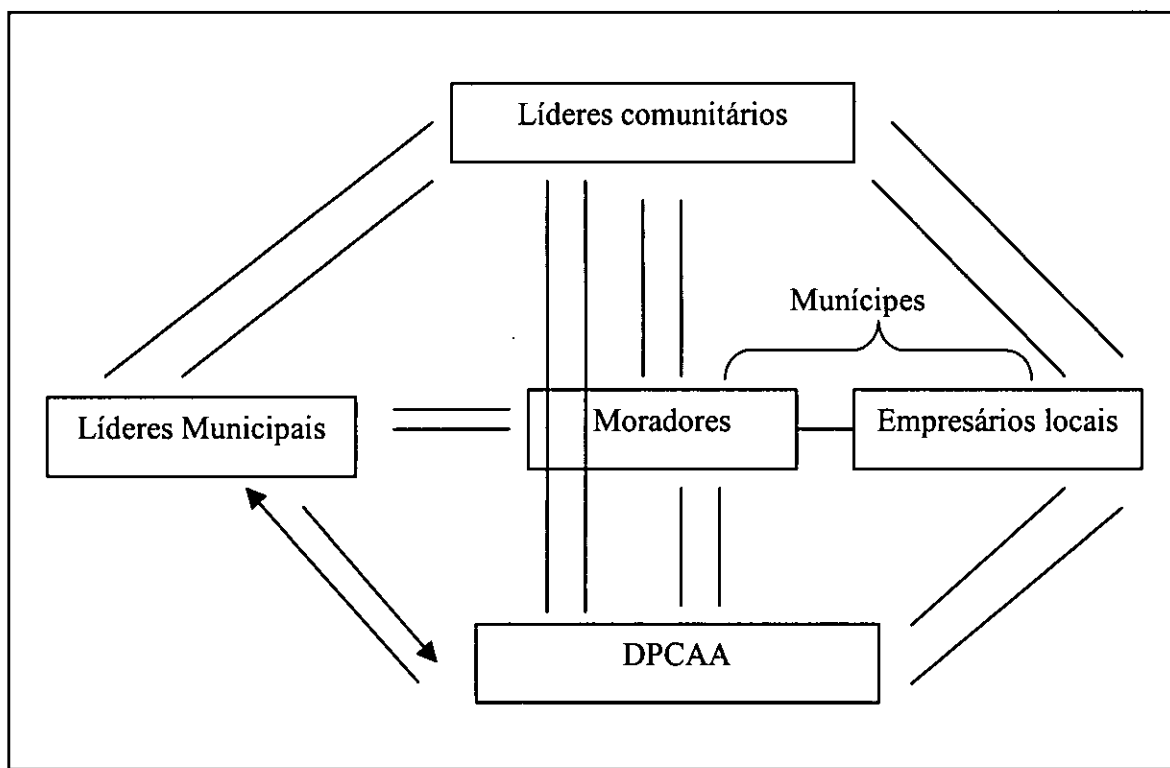 Líderes comunitários
Munícipes
Líderes Municipais
Moradores
Empresários locais
DPCAA